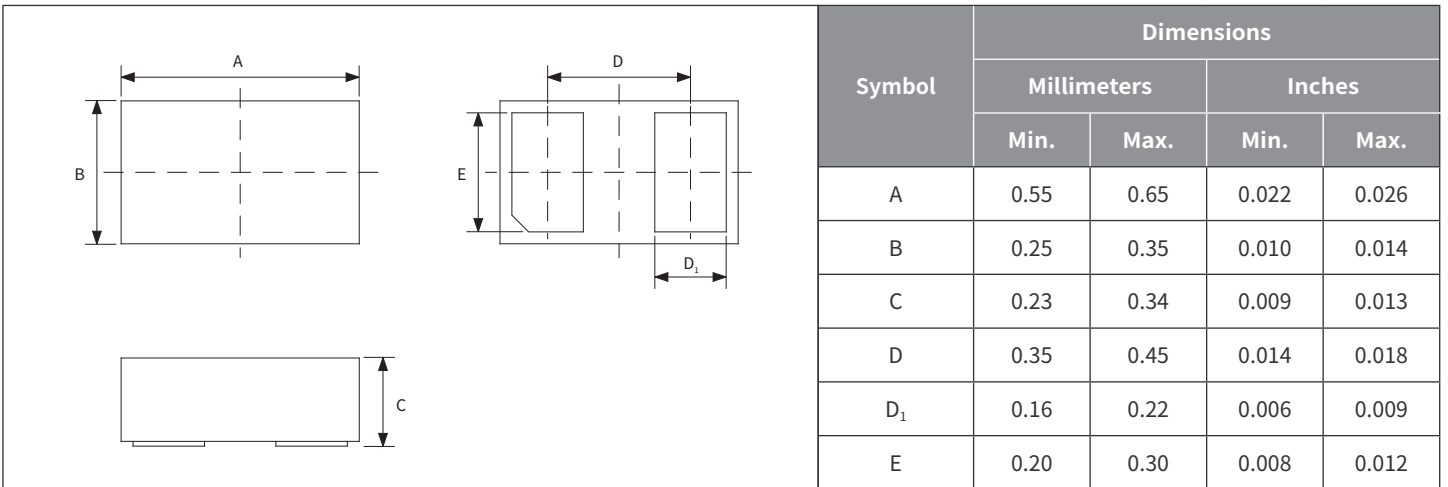 A
B
D
E
D₁
C
Dimensions
Symbol Millimeters Inches
Min. Max. Min. Max.
A 0.55 0.65 0.022 0.026
B 0.25 0.35 0.010 0.014
C 0.23 0.34 0.009 0.013
D 0.35 0.45 0.014 0.018
D₁ 0.16 0.22 0.006 0.009
E 0.20 0.30 0.008 0.012